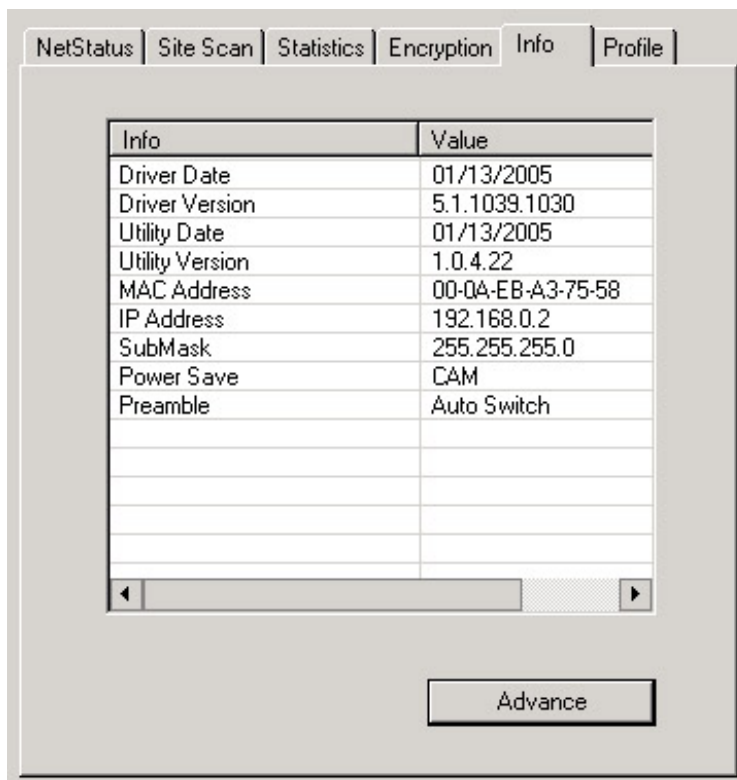 NetStatus Site Scan Statistics Encryption Info Profile
Info Value
Driver Date 01/13/2005
Driver Version 5.1.1039.1030
Utility Date 01/13/2005
Utility Version 1.0.4.22
MAC Address 00-0A-EB-A3-75-58
IP Address 192.168.0.2
SubMask 255.255.255.0
Power Save CAM
Preamble Auto Switch
Advance